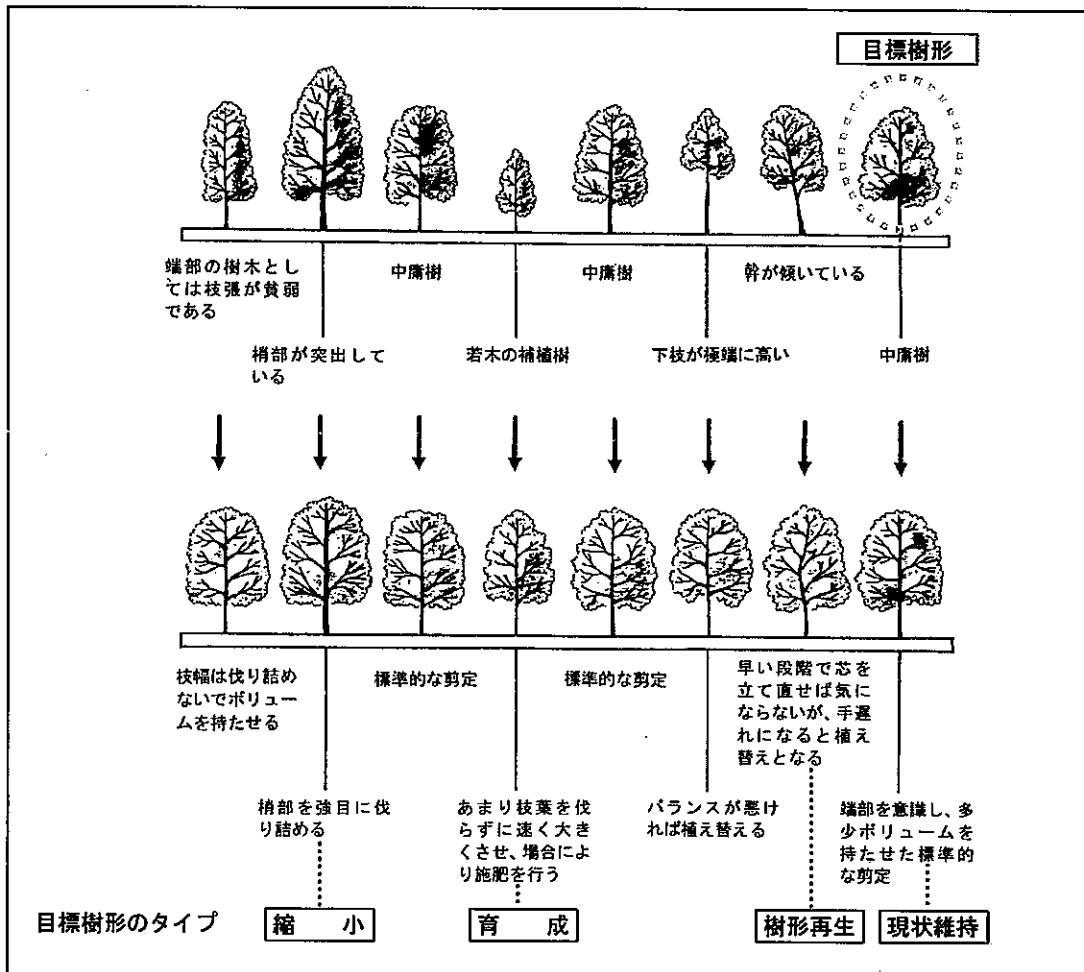 目標樹形
端部の樹木とし
ては枝張が貧弱
である
中庸樹
中庸樹
幹が傾いている
梢部が突出して
いる
若木の補植樹
下枝が極端に高い
中庸樹
枝幅は伐り詰め
ないでボリュー
ムを持たせる
標準的な剪定
標準的な剪定
早い段階で芯を
立て直せば気に
ならないが、手遅
れになると植え
替えとなる
梢部を強目に伐
り詰める
あまり枝葉を伐
らずに速く大き
くさせ、場合によ
り施肥を行う
バランスが悪け
れば植え替える
端部を意識し、多
少ボリュームを
持たせた標準的
な剪定
目標樹形のタイプ
縮 小
育 成
樹形再生
現状維持